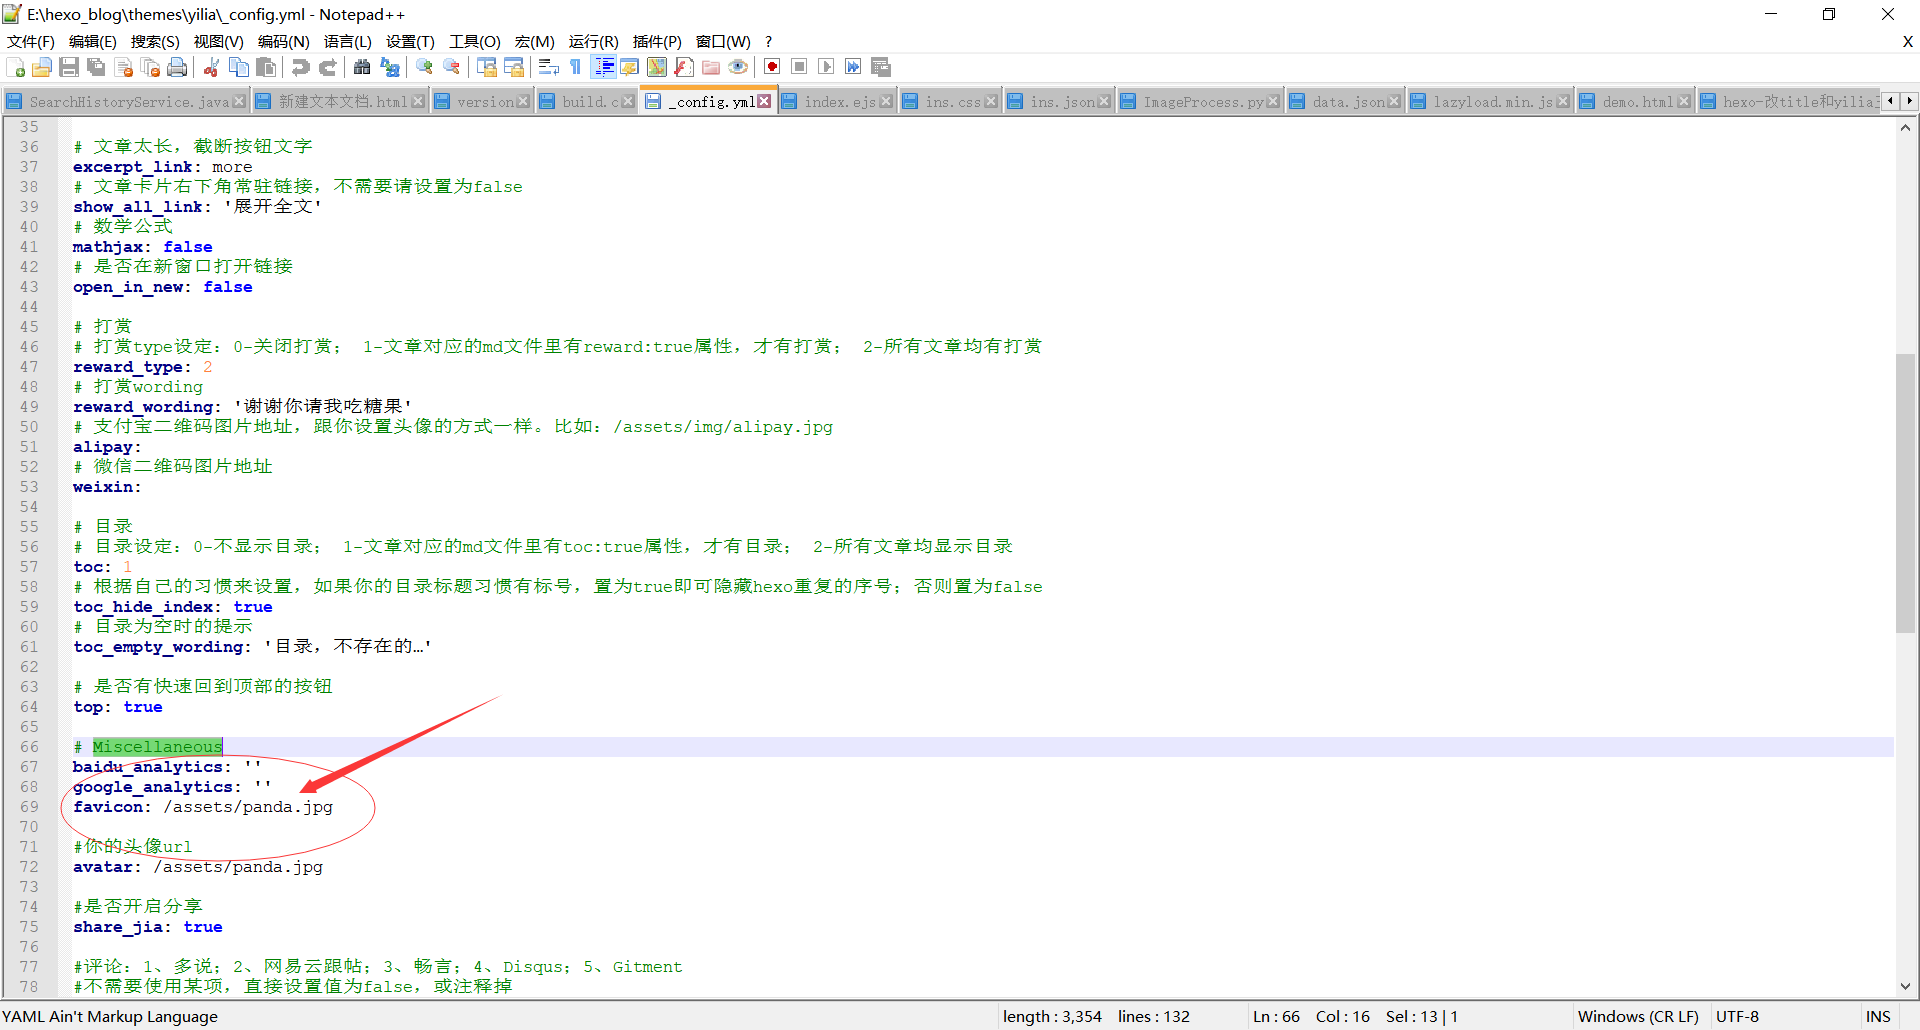 E:\hexo_blog\themes\yilia\_config.yml - Notepad++
文件(F) 编辑(E) 搜索(S) 视图(V) 编码(N) 语言(L) 设置(T) 工具(O) 宏(M) 运行(R) 插件(P) 窗口(W) ? X
SearchHistoryService.java 新建文本文档.html version build.c _config.yml index.ejs ins.css ins.json ImageProcess.py data.json lazyload.min.js demo.html hexo-改title和yilia
35
36 # 文章太长，截断按钮文字
37 excerpt_link: more
38 # 文章卡片右下角常驻链接，不需要请设置为false
39 show_all_link: '展开全文'
40 # 数学公式
41 mathjax: false
42 # 是否在新窗口打开链接
43 open_in_new: false
44
45 # 打赏
46 # 打赏type设定：0-关闭打赏； 1-文章对应的md文件里有reward:true属性，才有打赏； 2-所有文章均有打赏
47 reward_type: 2
48 # 打赏wording
49 reward_wording: '谢谢你请我吃糖果'
50 # 支付宝二维码图片地址，跟你设置头像的方式一样。比如：/assets/img/alipay.jpg
51 alipay:
52 # 微信二维码图片地址
53 weixin:
54
55 # 目录
56 # 目录设定：0-不显示目录； 1-文章对应的md文件里有toc:true属性，才有目录； 2-所有文章均显示目录
57 toc: 1
58 # 根据自己的习惯来设置，如果你的目录标题习惯有标号，置为true即可隐藏hexo重复的序号；否则置为false
59 toc_hide_index: true
60 # 目录为空时的提示
61 toc_empty_wording: '目录，不存在的…'
62
63 # 是否有快速回到顶部的按钮
64 top: true
65
66 # Miscellaneous
67 baidu_analytics: ''
68 google_analytics: ''
69 favicon: /assets/panda.jpg
70
71 #你的头像url
72 avatar: /assets/panda.jpg
73
74 #是否开启分享
75 share_jia: true
76
77 #评论：1、多说；2、网易云跟帖；3、畅言；4、Disqus；5、Gitment
78 #不需要使用某项，直接设置值为false，或注释掉
YAML Ain't Markup Language length : 3,354 lines : 132 Ln : 66 Col : 16 Sel : 13 | 1 Windows (CR LF) UTF-8 INS